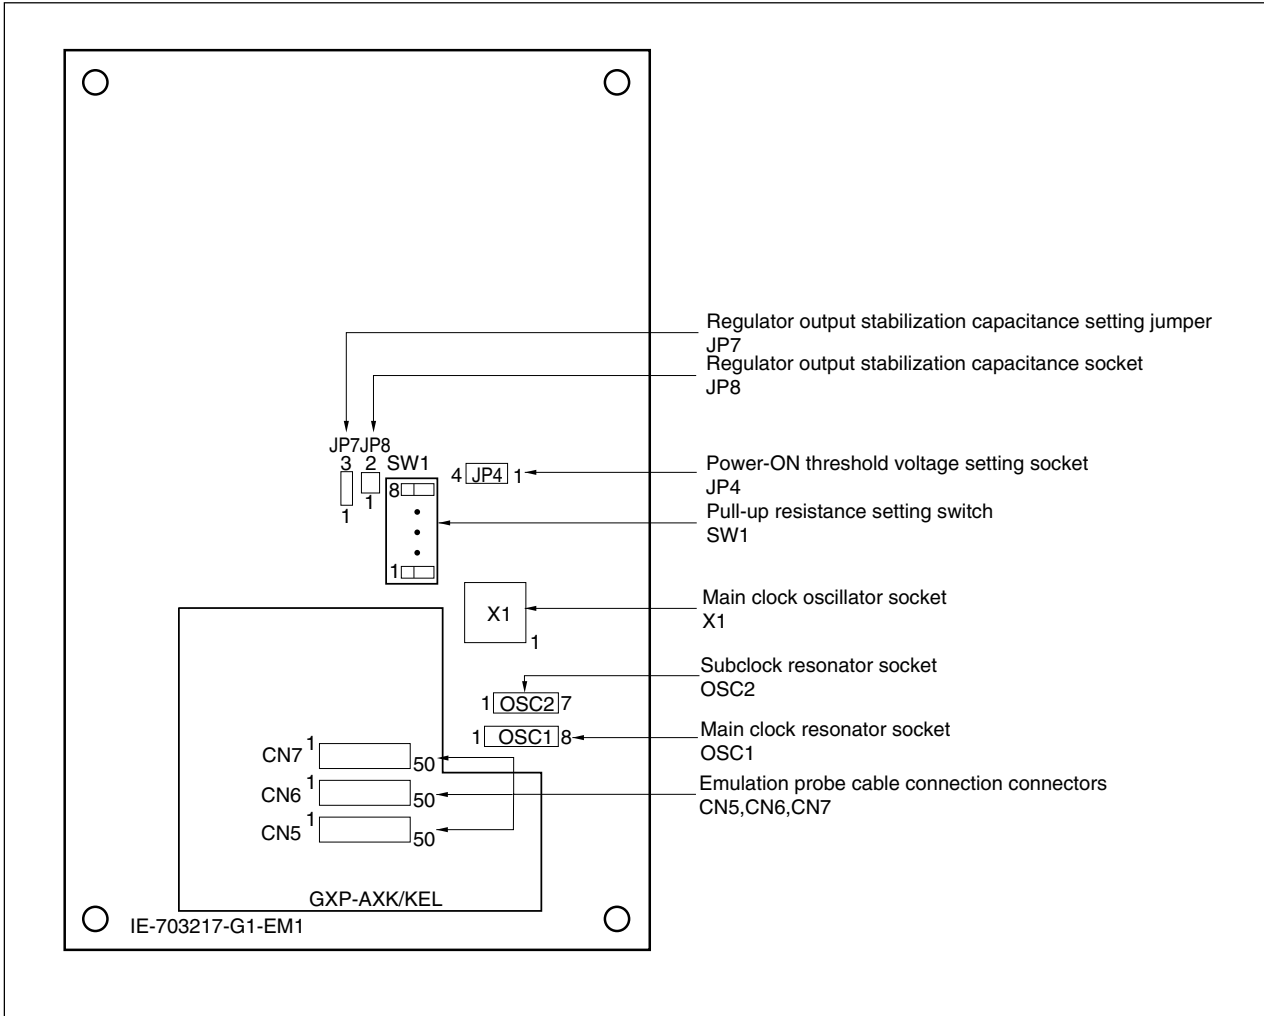 Regulator output stabilization capacitance setting jumper
JP7
Regulator output stabilization capacitance socket
JP8
JP7 JP8
3 2 SW1
4 JP4 1
Power-ON threshold voltage setting socket
JP4
8
1
1
Pull-up resistance setting switch
SW1
1
X1
1
Main clock oscillator socket
X1
Subclock resonator socket
OSC2
1 OSC2 7
1 OSC1 8
Main clock resonator socket
OSC1
CN7 1 50
CN6 1 50
CN5 1 50
Emulation probe cable connection connectors
CN5,CN6,CN7
GXP-AXK/KEL
IE-703217-G1-EM1